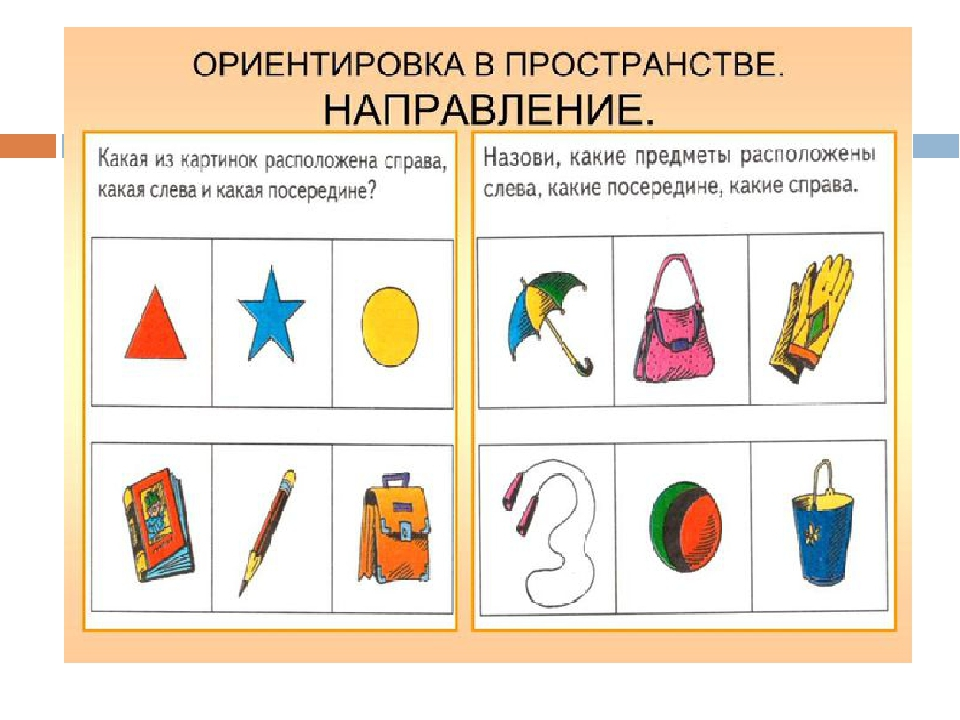 ОРИЕНТИРОВКА В ПРОСТРАНСТВЕ.
НАПРАВЛЕНИЕ.
Какая из картинок расположена справа,
какая слева и какая посередине?
Назови, какие предметы расположены
слева, какие посередине, какие справа.